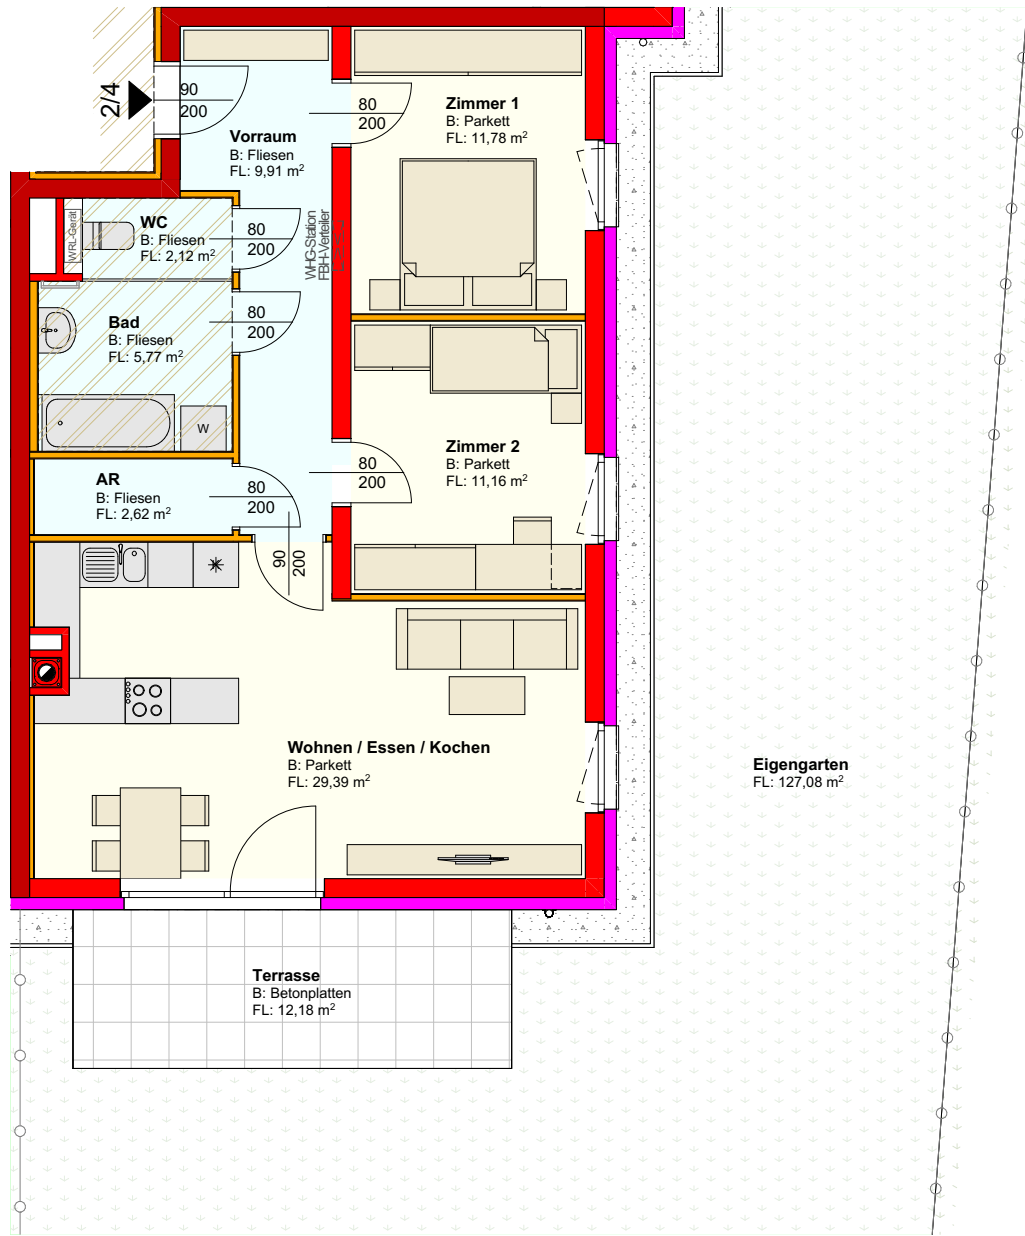 2/4
90
200
Vorraum
B: Fliesen
FL: 9,91 m²
80
200
Zimmer 1
B: Parkett
FL: 11,78 m²
WRL-Gerät
WC
B: Fliesen
FL: 2,12 m²
80
200
WHG-Station
FBH-Verteiler
Bad
B: Fliesen
FL: 5,77 m²
80
200
W
Zimmer 2
B: Parkett
FL: 11,16 m²
80
200
AR
B: Fliesen
FL: 2,62 m²
80
200
90
200
Wohnen / Essen / Kochen
B: Parkett
FL: 29,39 m²
Eigengarten
FL: 127,08 m²
Terrasse
B: Betonplatten
FL: 12,18 m²